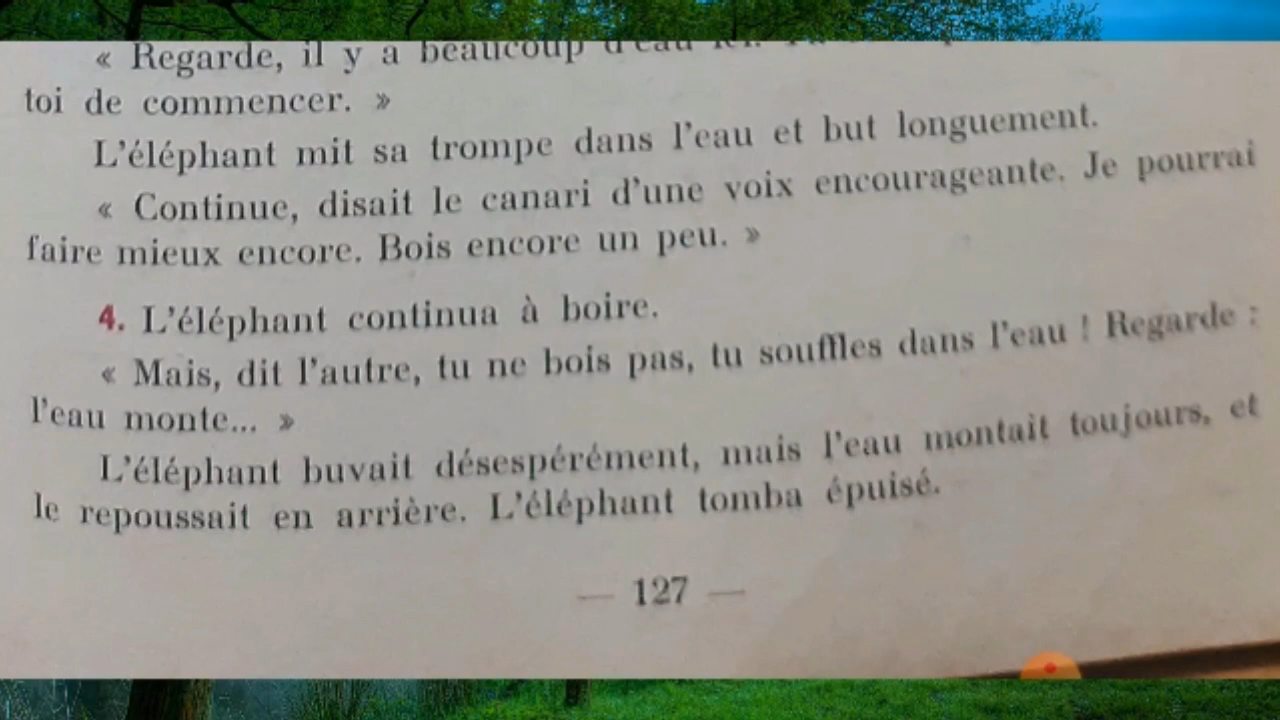 « Regarde, il y a beaucoup d'eau ici.
toi de commencer. »
L'éléphant mit sa trompe dans l'eau et but longuement.
« Continue, disait le canari d'une voix encourageante. Je pourrai
faire mieux encore. Bois encore un peu. »
4. L'éléphant continua à boire.
« Mais, dit l'autre, tu ne bois pas, tu souffles dans l'eau ! Regarde :
l'eau monte... »
L'éléphant buvait désespérément, mais l'eau montait toujours, et
le repoussait en arrière. L'éléphant tomba épuisé.
— 127 —